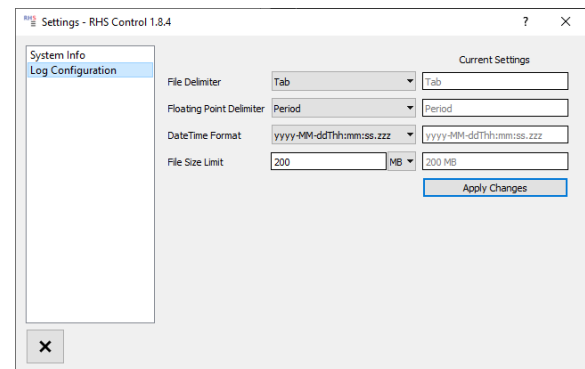 RHS Settings - RHS Control 1.8.4 ?
System Info
Log Configuration
Current Settings
File Delimiter Tab Tab
Floating Point Delimiter Period Period
DateTime Format yyyy-MM-ddThh:mm:ss.zzz yyyy-MM-ddThh:mm:ss.zzz
File Size Limit 200 MB 200 MB
Apply Changes